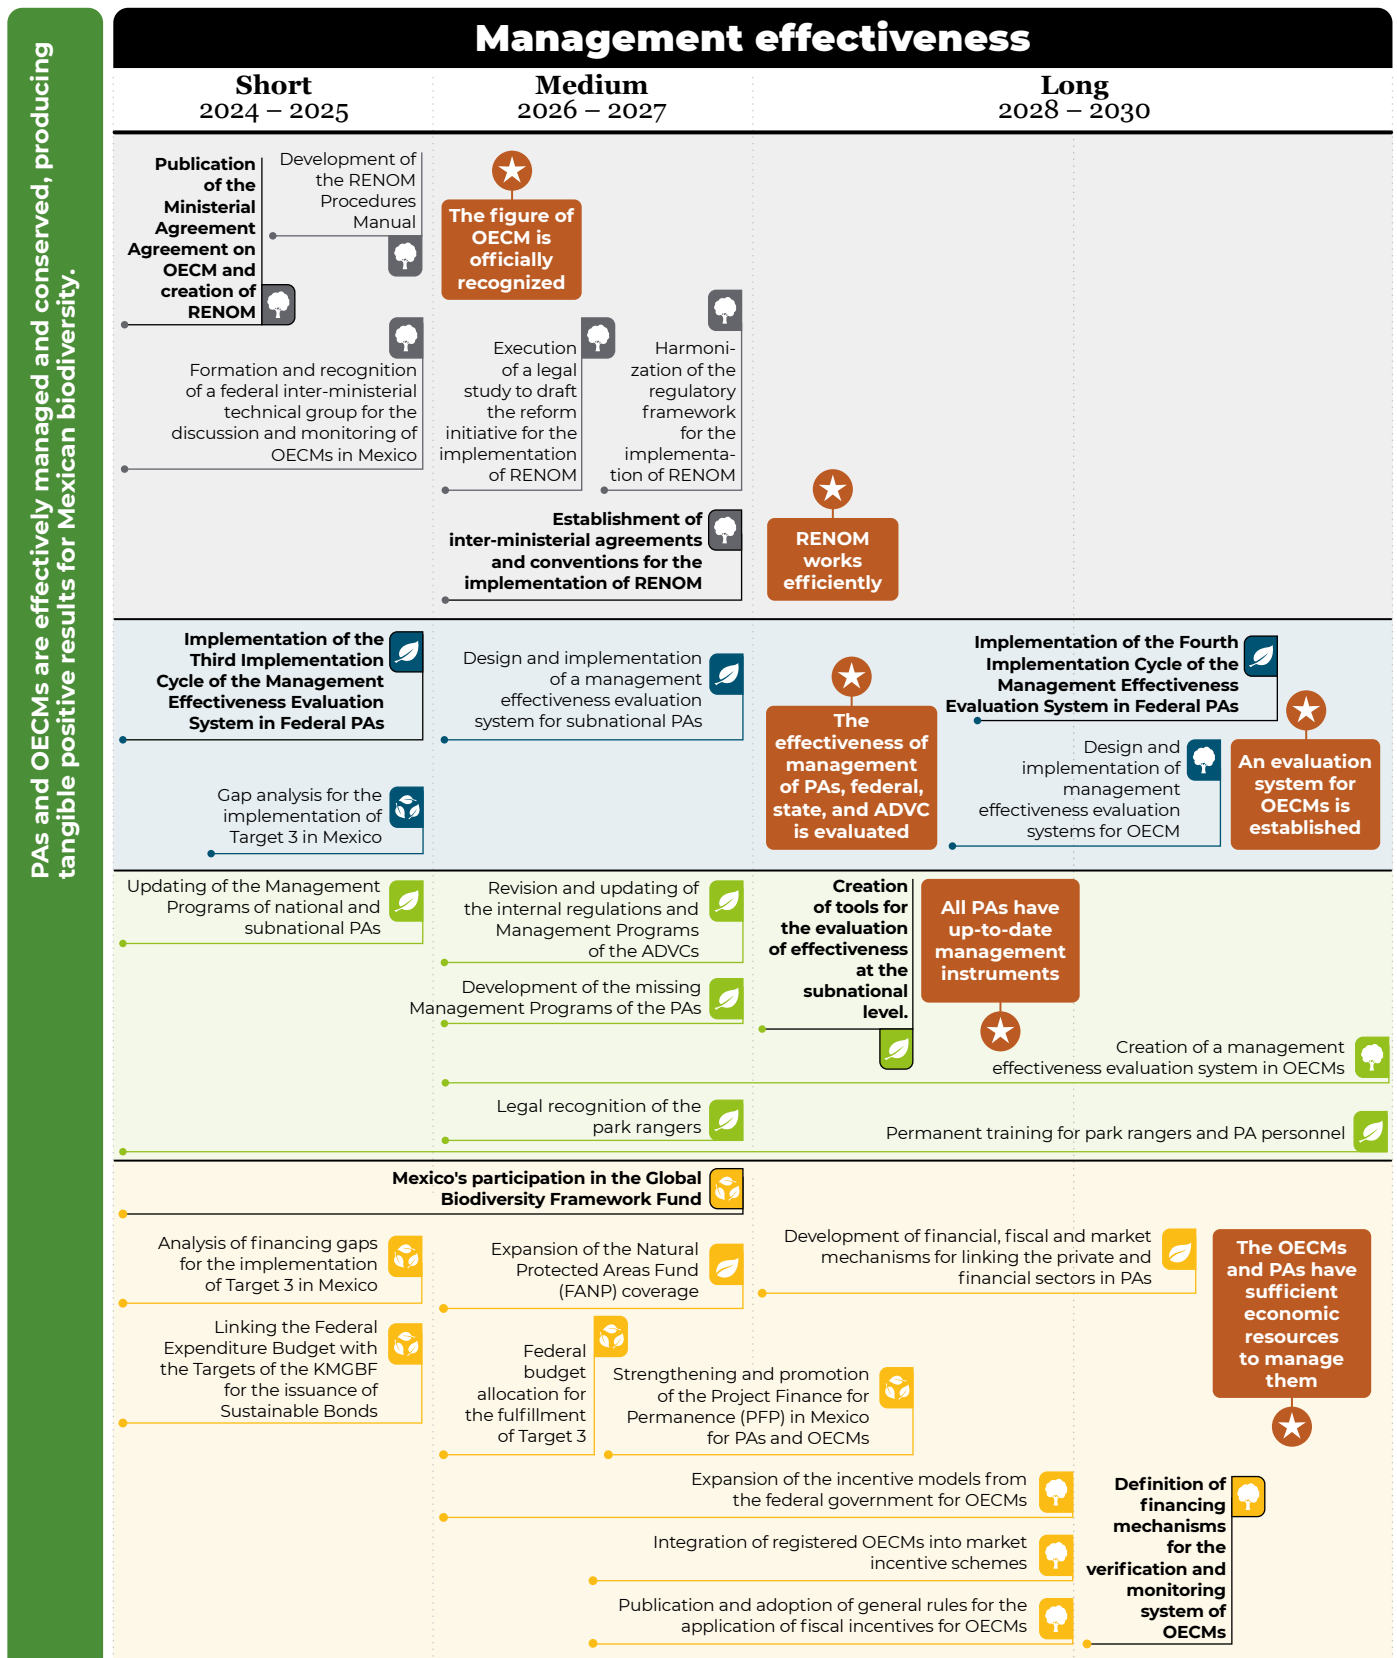 Management effectiveness
PAs and OECMs are effectively managed and conserved, producing
tangible positive results for Mexican biodiversity.
Short
2024 – 2025
Medium
2026 – 2027
Long
2028 – 2030
Publication
of the
Ministerial
Agreement
Agreement on
OECM and
creation of
RENOM
Development of
the RENOM
Procedures
Manual
The figure of
OECM is
officially
recognized
Formation and recognition
of a federal inter-ministerial
technical group for the
discussion and monitoring of
OECMs in Mexico
Execution
of a legal
study to draft
the reform
initiative for the
implementation
of RENOM
Harmoni-
zation of the
regulatory
framework
for the
implementa-
tion of RENOM
Establishment of
inter-ministerial agreements
and conventions for the
implementation of RENOM
RENOM
works
efficiently
Implementation of the
Third Implementation
Cycle of the Management
Effectiveness Evaluation
System in Federal PAs
Design and implementation
of a management
effectiveness evaluation
system for subnational PAs
The
effectiveness of
management
of PAs, federal,
state, and ADVC
is evaluated
Implementation of the Fourth
Implementation Cycle of the
Management Effectiveness
Evaluation System in Federal PAs
Design and
implementation of
management
effectiveness evaluation
systems for OECM
An evaluation
system for
OECMs is
established
Gap analysis for the
implementation of
Target 3 in Mexico
Updating of the Management
Programs of national and
subnational PAs
Revision and updating of
the internal regulations and
Management Programs
of the ADVCs
Development of the missing
Management Programs of the PAs
Creation
of tools for
the evaluation
of effectiveness
at the
subnational
level.
All PAs have
up-to-date
management
instruments
Creation of a management
effectiveness evaluation system in OECMs
Legal recognition of the
park rangers
Permanent training for park rangers and PA personnel
Mexico's participation in the Global
Biodiversity Framework Fund
Analysis of financing gaps
for the implementation
of Target 3 in Mexico
Expansion of the Natural
Protected Areas Fund
(FANP) coverage
Development of financial, fiscal and market
mechanisms for linking the private and
financial sectors in PAs
The OECMs
and PAs have
sufficient
economic
resources
to manage
them
Linking the Federal
Expenditure Budget with
the Targets of the KMGBF
for the issuance of
Sustainable Bonds
Federal
budget
allocation for
the fulfillment
of Target 3
Strengthening and promotion
of the Project Finance for
Permanence (PFP) in Mexico
for PAs and OECMs
Expansion of the incentive models from
the federal government for OECMs
Integration of registered OECMs into market
incentive schemes
Publication and adoption of general rules for the
application of fiscal incentives for OECMs
Definition of
financing
mechanisms
for the
verification and
monitoring
system of
OECMs